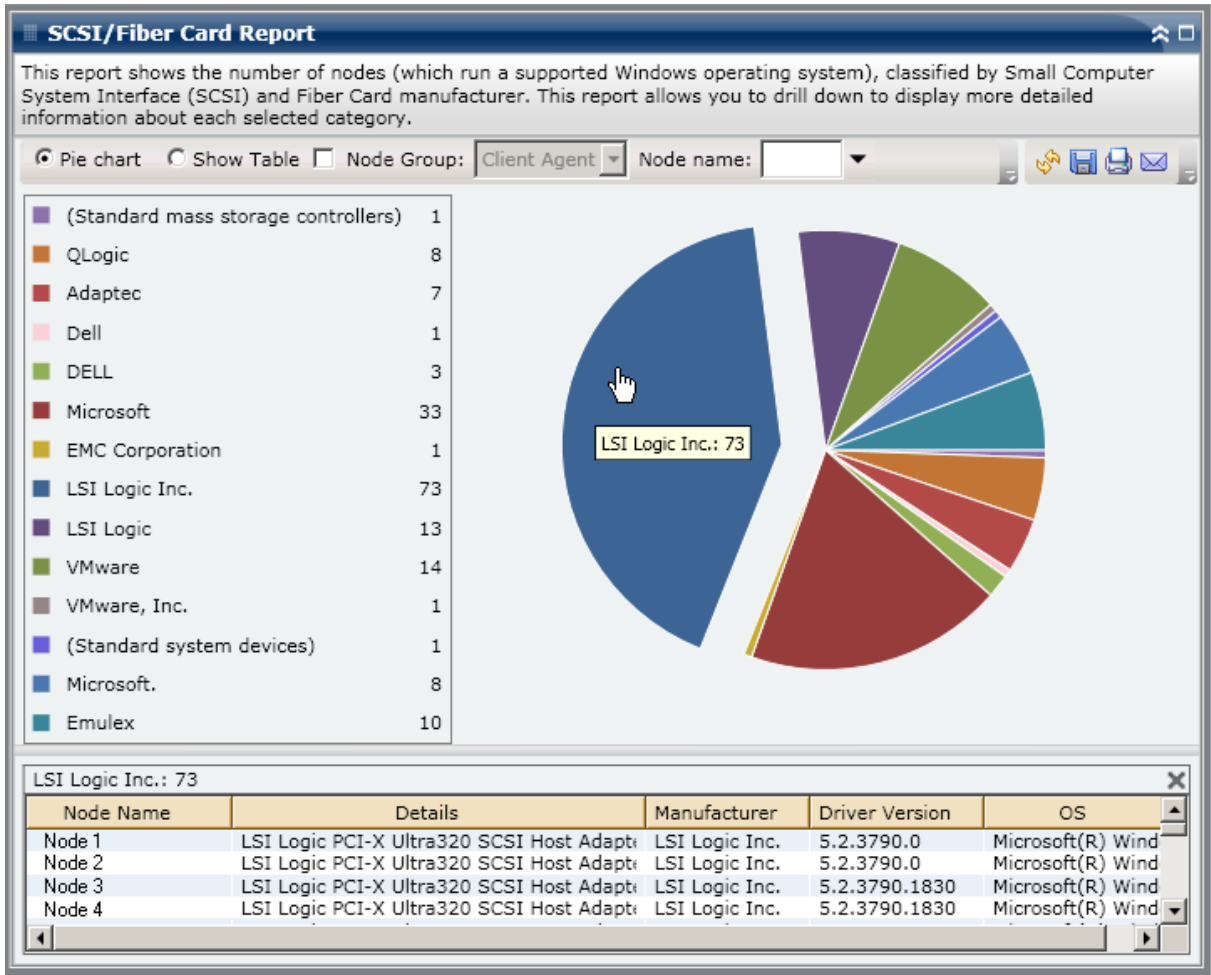 SCSI/Fiber Card Report
This report shows the number of nodes (which run a supported Windows operating system), classified by Small Computer
System Interface (SCSI) and Fiber Card manufacturer. This report allows you to drill down to display more detailed
information about each selected category.
Pie chart Show Table Node Group: Client Agent Node name:
(Standard mass storage controllers) 1
QLogic 8
Adaptec 7
Dell 1
DELL 3
Microsoft 33
EMC Corporation 1
LSI Logic Inc. 73
LSI Logic 13
VMware 14
VMware, Inc. 1
(Standard system devices) 1
Microsoft. 8
Emulex 10
LSI Logic Inc.: 73
LSI Logic Inc.: 73
Node Name Details Manufacturer Driver Version OS
Node 1 LSI Logic PCI-X Ultra320 SCSI Host Adapt LSI Logic Inc. 5.2.3790.0 Microsoft(R) Wind
Node 2 LSI Logic PCI-X Ultra320 SCSI Host Adapt LSI Logic Inc. 5.2.3790.0 Microsoft(R) Wind
Node 3 LSI Logic PCI-X Ultra320 SCSI Host Adapt LSI Logic Inc. 5.2.3790.1830 Microsoft(R) Wind
Node 4 LSI Logic PCI-X Ultra320 SCSI Host Adapt LSI Logic Inc. 5.2.3790.1830 Microsoft(R) Wind